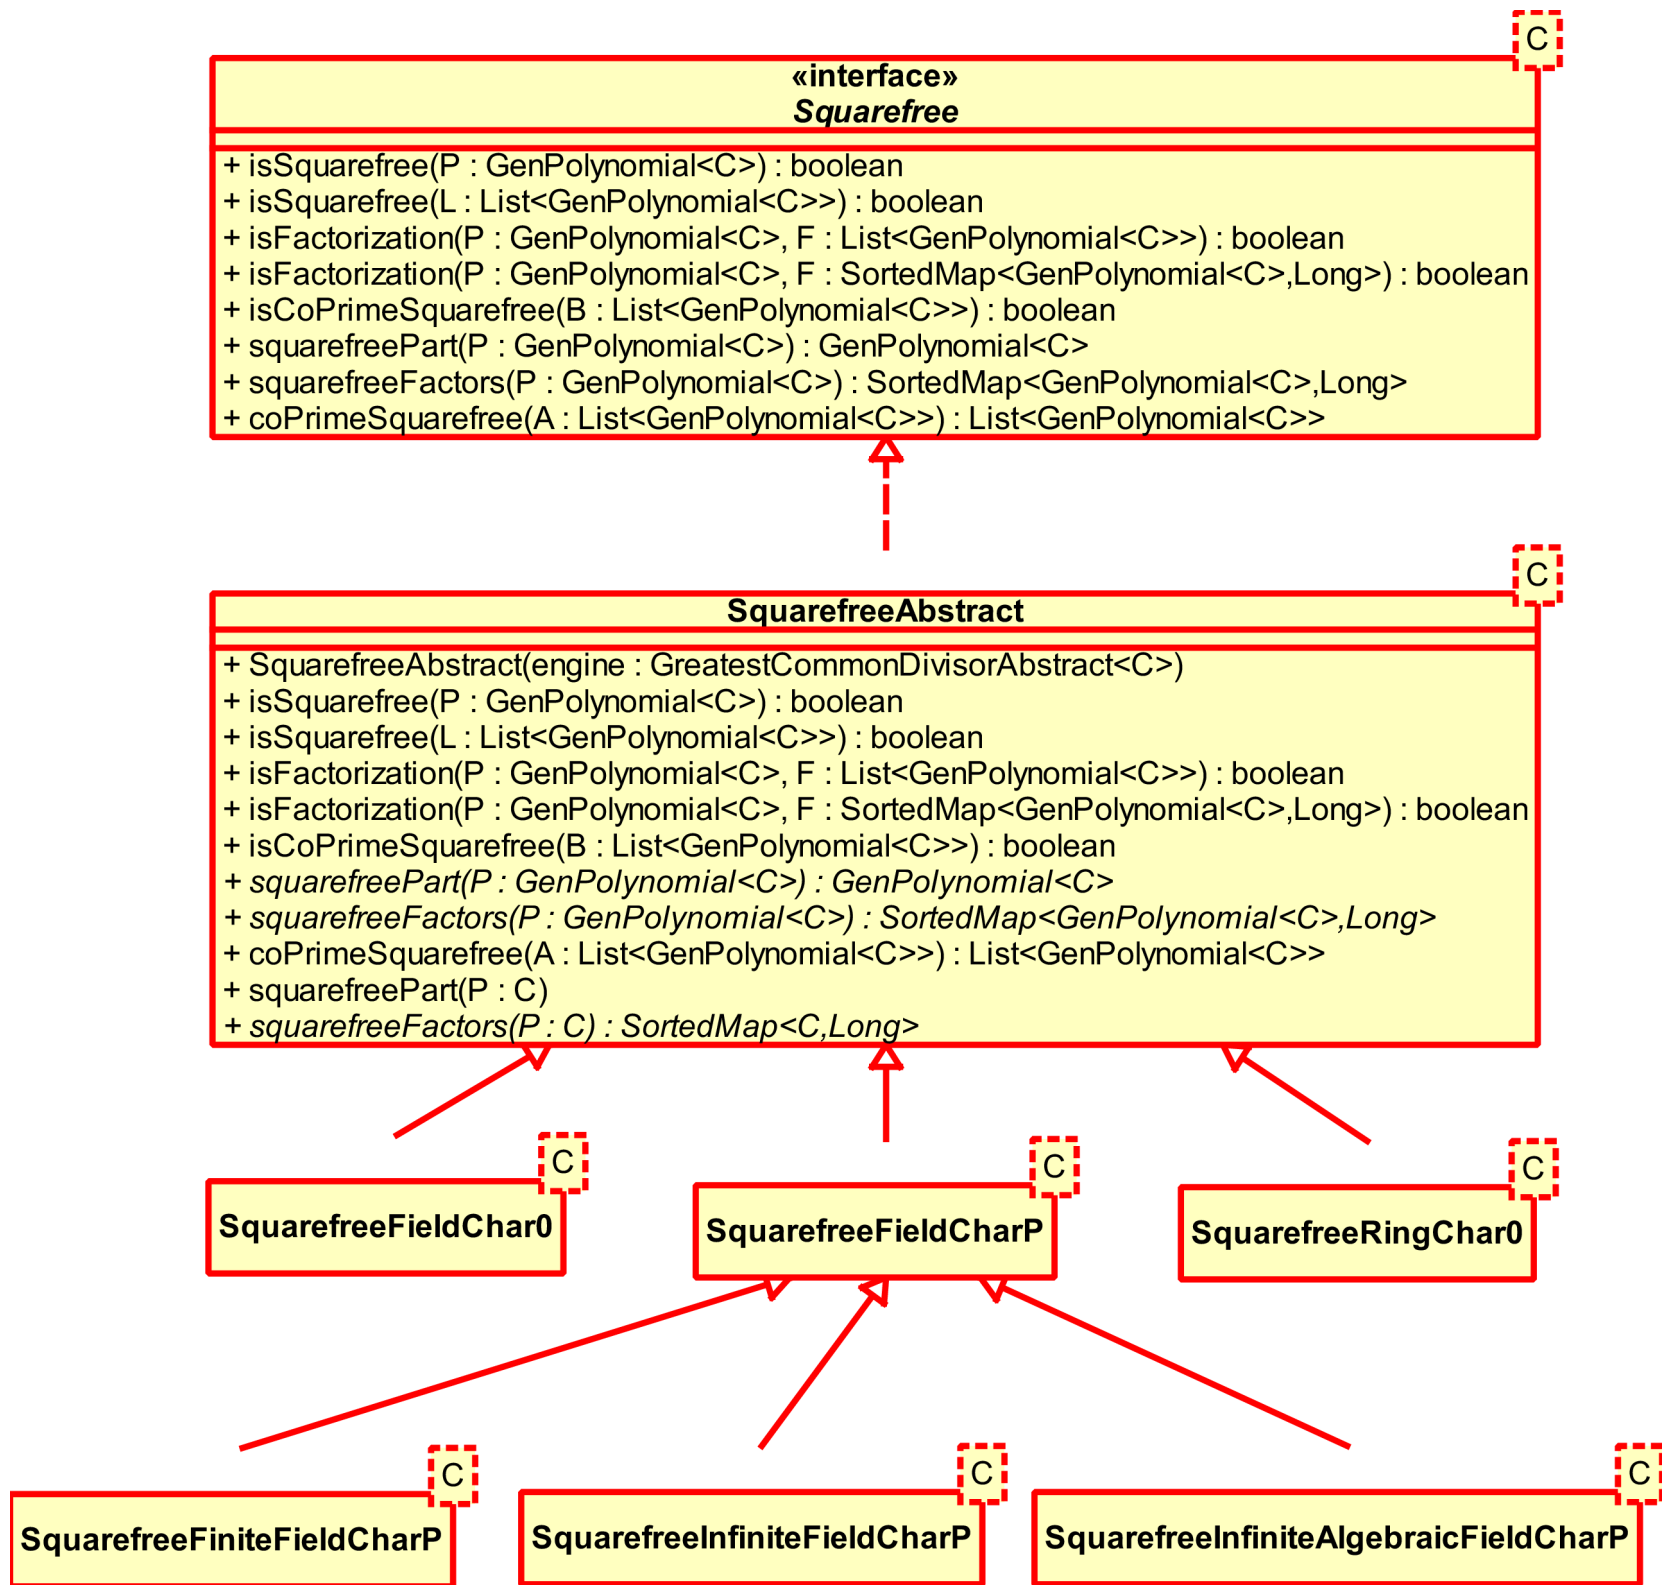 C
«interface»
Squarefree
+ isSquarefree(P : GenPolynomial<C>) : boolean
+ isSquarefree(L : List<GenPolynomial<C>>) : boolean
+ isFactorization(P : GenPolynomial<C>, F : List<GenPolynomial<C>>) : boolean
+ isFactorization(P : GenPolynomial<C>, F : SortedMap<GenPolynomial<C>,Long>) : boolean
+ isCoPrimeSquarefree(B : List<GenPolynomial<C>>) : boolean
+ squarefreePart(P : GenPolynomial<C>) : GenPolynomial<C>
+ squarefreeFactors(P : GenPolynomial<C>) : SortedMap<GenPolynomial<C>,Long>
+ coPrimeSquarefree(A : List<GenPolynomial<C>>) : List<GenPolynomial<C>>
C
SquarefreeAbstract
+ SquarefreeAbstract(engine : GreatestCommonDivisorAbstract<C>)
+ isSquarefree(P : GenPolynomial<C>) : boolean
+ isSquarefree(L : List<GenPolynomial<C>>) : boolean
+ isFactorization(P : GenPolynomial<C>, F : List<GenPolynomial<C>>) : boolean
+ isFactorization(P : GenPolynomial<C>, F : SortedMap<GenPolynomial<C>,Long>) : boolean
+ isCoPrimeSquarefree(B : List<GenPolynomial<C>>) : boolean
+ squarefreePart(P : GenPolynomial<C>) : GenPolynomial<C>
+ squarefreeFactors(P : GenPolynomial<C>) : SortedMap<GenPolynomial<C>,Long>
+ coPrimeSquarefree(A : List<GenPolynomial<C>>) : List<GenPolynomial<C>>
+ squarefreePart(P : C)
+ squarefreeFactors(P : C) : SortedMap<C,Long>
C
SquarefreeFieldChar0
C
SquarefreeFieldCharP
C
SquarefreeRingChar0
C
SquarefreeFiniteFieldCharP
C
SquarefreeInfiniteFieldCharP
C
SquarefreeInfiniteAlgebraicFieldCharP